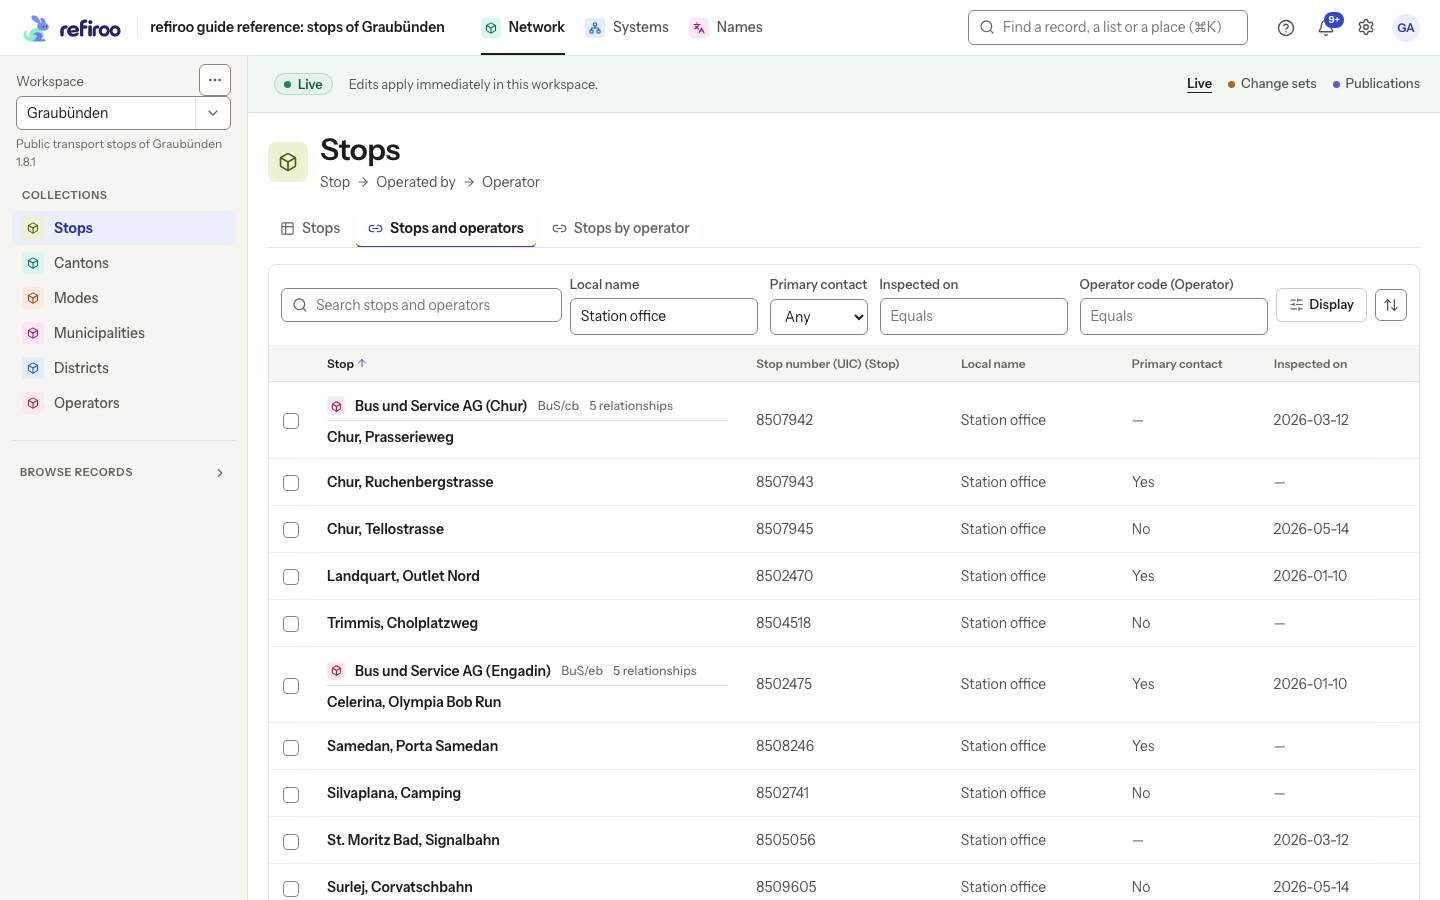 refiroo
refiroo guide reference: stops of Graubünden
Network
Systems
Names
Find a record, a list or a place (⌘K)
9+
GA
Workspace
Graubünden
Public transport stops of Graubünden
1.8.1
COLLECTIONS
Stops
Cantons
Modes
Municipalities
Districts
Operators
BROWSE RECORDS
Live
Edits apply immediately in this workspace.
Live
Change sets
Publications
Stops
Stop → Operated by → Operator
Stops
Stops and operators
Stops by operator
Search stops and operators
Local name
Station office
Primary contact
Any
Inspected on
Equals
Operator code (Operator)
Equals
Display
Stop ↑ Stop number (UIC) (Stop) Local name Primary contact Inspected on
Bus und Service AG (Chur) BuS/cb 5 relationships
Chur, Prasserieweg 8507942 Station office — 2026-03-12
Chur, Ruchenbergstrasse 8507943 Station office Yes —
Chur, Tellostrasse 8507945 Station office No 2026-05-14
Landquart, Outlet Nord 8502470 Station office Yes 2026-01-10
Trimmis, Cholplatzweg 8504518 Station office No —
Bus und Service AG (Engadin) BuS/eb 5 relationships
Celerina, Olympia Bob Run 8502475 Station office Yes 2026-01-10
Samedan, Porta Samedan 8508246 Station office Yes —
Silvaplana, Camping 8502741 Station office No —
St. Moritz Bad, Signalbahn 8505056 Station office — 2026-03-12
Surlej, Corvatschbahn 8509605 Station office No 2026-05-14